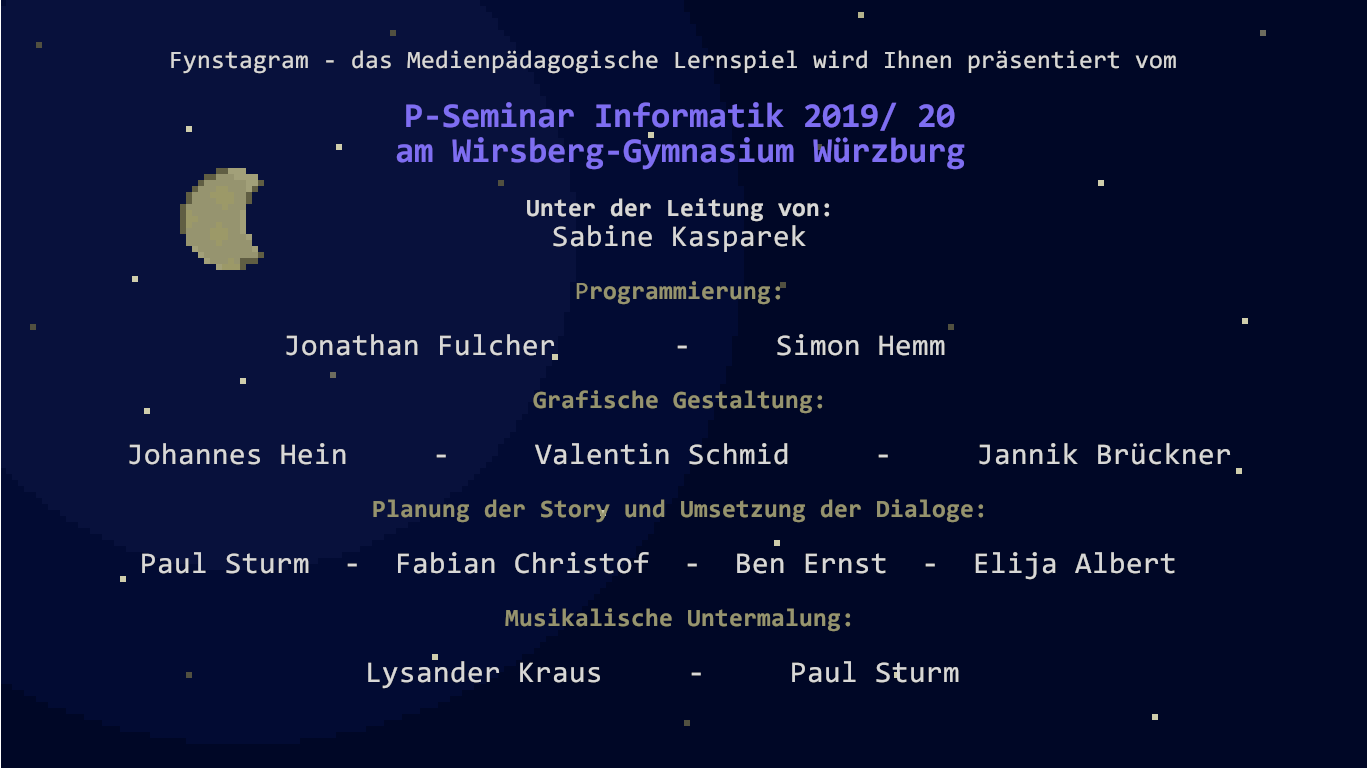 Fynstagram - das Medienpädagogische Lernspiel wird Ihnen präsentiert vom
P-Seminar Informatik 2019/ 20
am Wirsberg-Gymnasium Würzburg
Unter der Leitung von:
Sabine Kasparek
Programmierung:
Jonathan Fulcher - Simon Hemm
Grafische Gestaltung:
Johannes Hein - Valentin Schmid - Jannik Brückner
Planung der Story und Umsetzung der Dialoge:
Paul Sturm - Fabian Christof - Ben Ernst - Elija Albert
Musikalische Untermalung:
Lysander Kraus - Paul Sturm